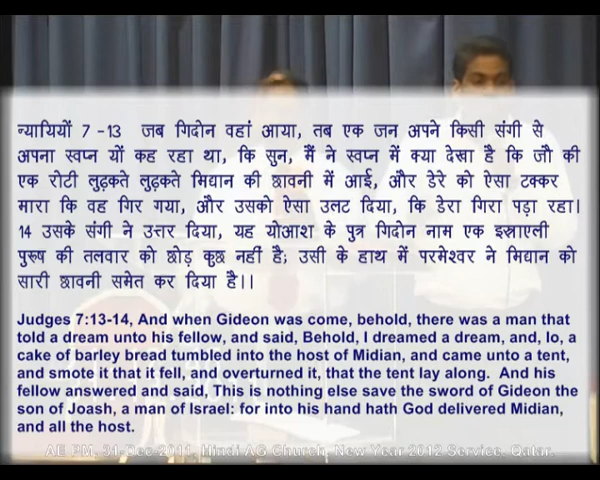 न्यायियों 7 -13 जब गिदोन वहां आया, तब एक जन अपने किसी संगी से
अपना स्वप्न यों कह रहा था, कि सुन, मैं ने स्वप्न में क्या देखा है कि जौ की
एक रोटी लुढ़कते लुढ़कते मिद्यान की छावनी में आई, और डेरे को ऐसा टक्कर
मारा कि वह गिर गया, और उसको ऐसा उलट दिया, कि डेरा गिरा पड़ा रहा।
14 उसके संगी ने उत्तर दिया, यह योआश के पुत्र गिदोन नाम एक इस्राएली
पुरूष की तलवार को छोड़ कुछ नहीं है; उसी के हाथ में परमेश्वर ने मिद्यान को
सारी छावनी समेत कर दिया है।।
Judges 7:13-14, And when Gideon was come, behold, there was a man that
told a dream unto his fellow, and said, Behold, I dreamed a dream, and, lo, a
cake of barley bread tumbled into the host of Midian, and came unto a tent,
and smote it that it fell, and overturned it, that the tent lay along. And his
fellow answered and said, This is nothing else save the sword of Gideon the
son of Joash, a man of Israel: for into his hand hath God delivered Midian,
and all the host.
AE PM, 31-Dec-2011, Hindi AG Church, New Year 2012 Service, Qatar.